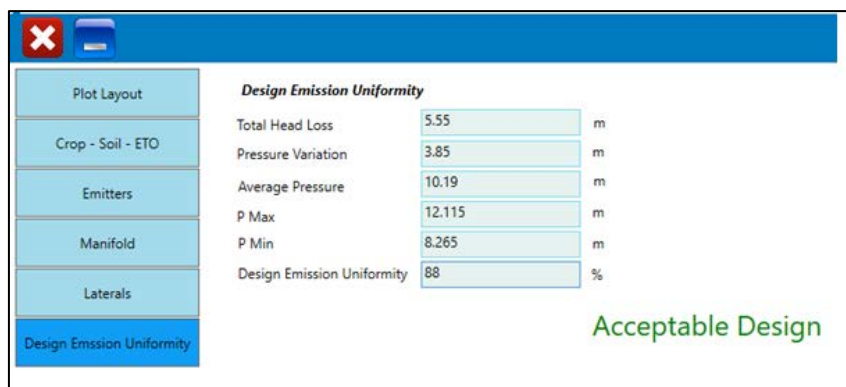 Plot Layout
Crop - Soil - ETO
Emitters
Manifold
Laterals
Design Emssion Uniformity
Design Emission Uniformity
Total Head Loss 5.55 m
Pressure Variation 3.85 m
Average Pressure 10.19 m
P Max 12.115 m
P Min 8.265 m
Design Emission Uniformity 88 %
Acceptable Design